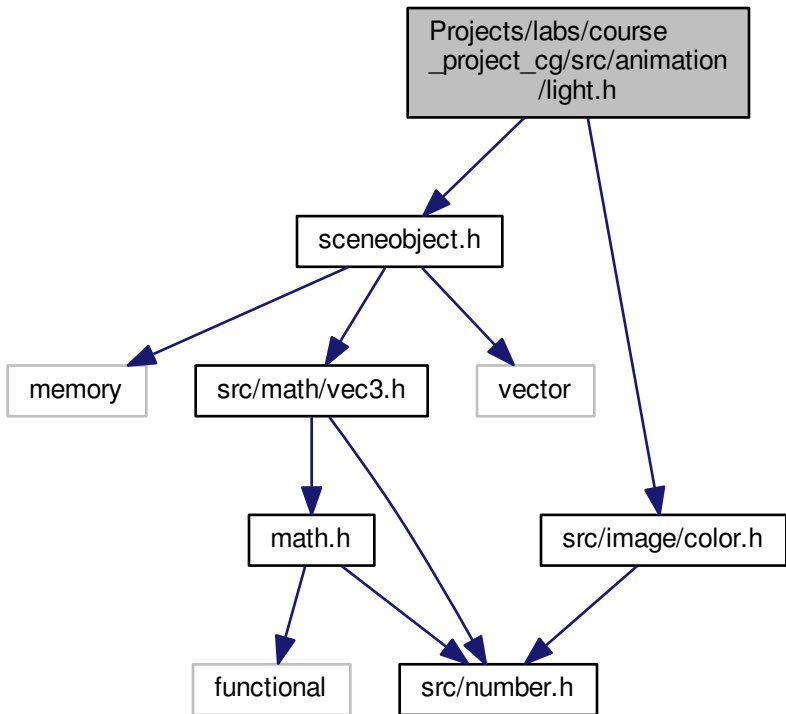 Projects/labs/course
_project_cg/src/animation
/light.h
sceneobject.h
memory
src/math/vec3.h
vector
math.h
src/image/color.h
functional
src/number.h